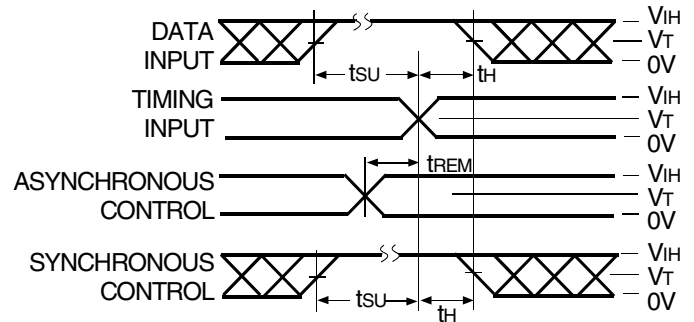 DATA
INPUT
tSU
tH
VIH
VT
0V
TIMING
INPUT
VIH
VT
0V
tREM
ASYNCHRONOUS
CONTROL
VIH
VT
0V
SYNCHRONOUS
CONTROL
tSU
tH
VIH
VT
0V